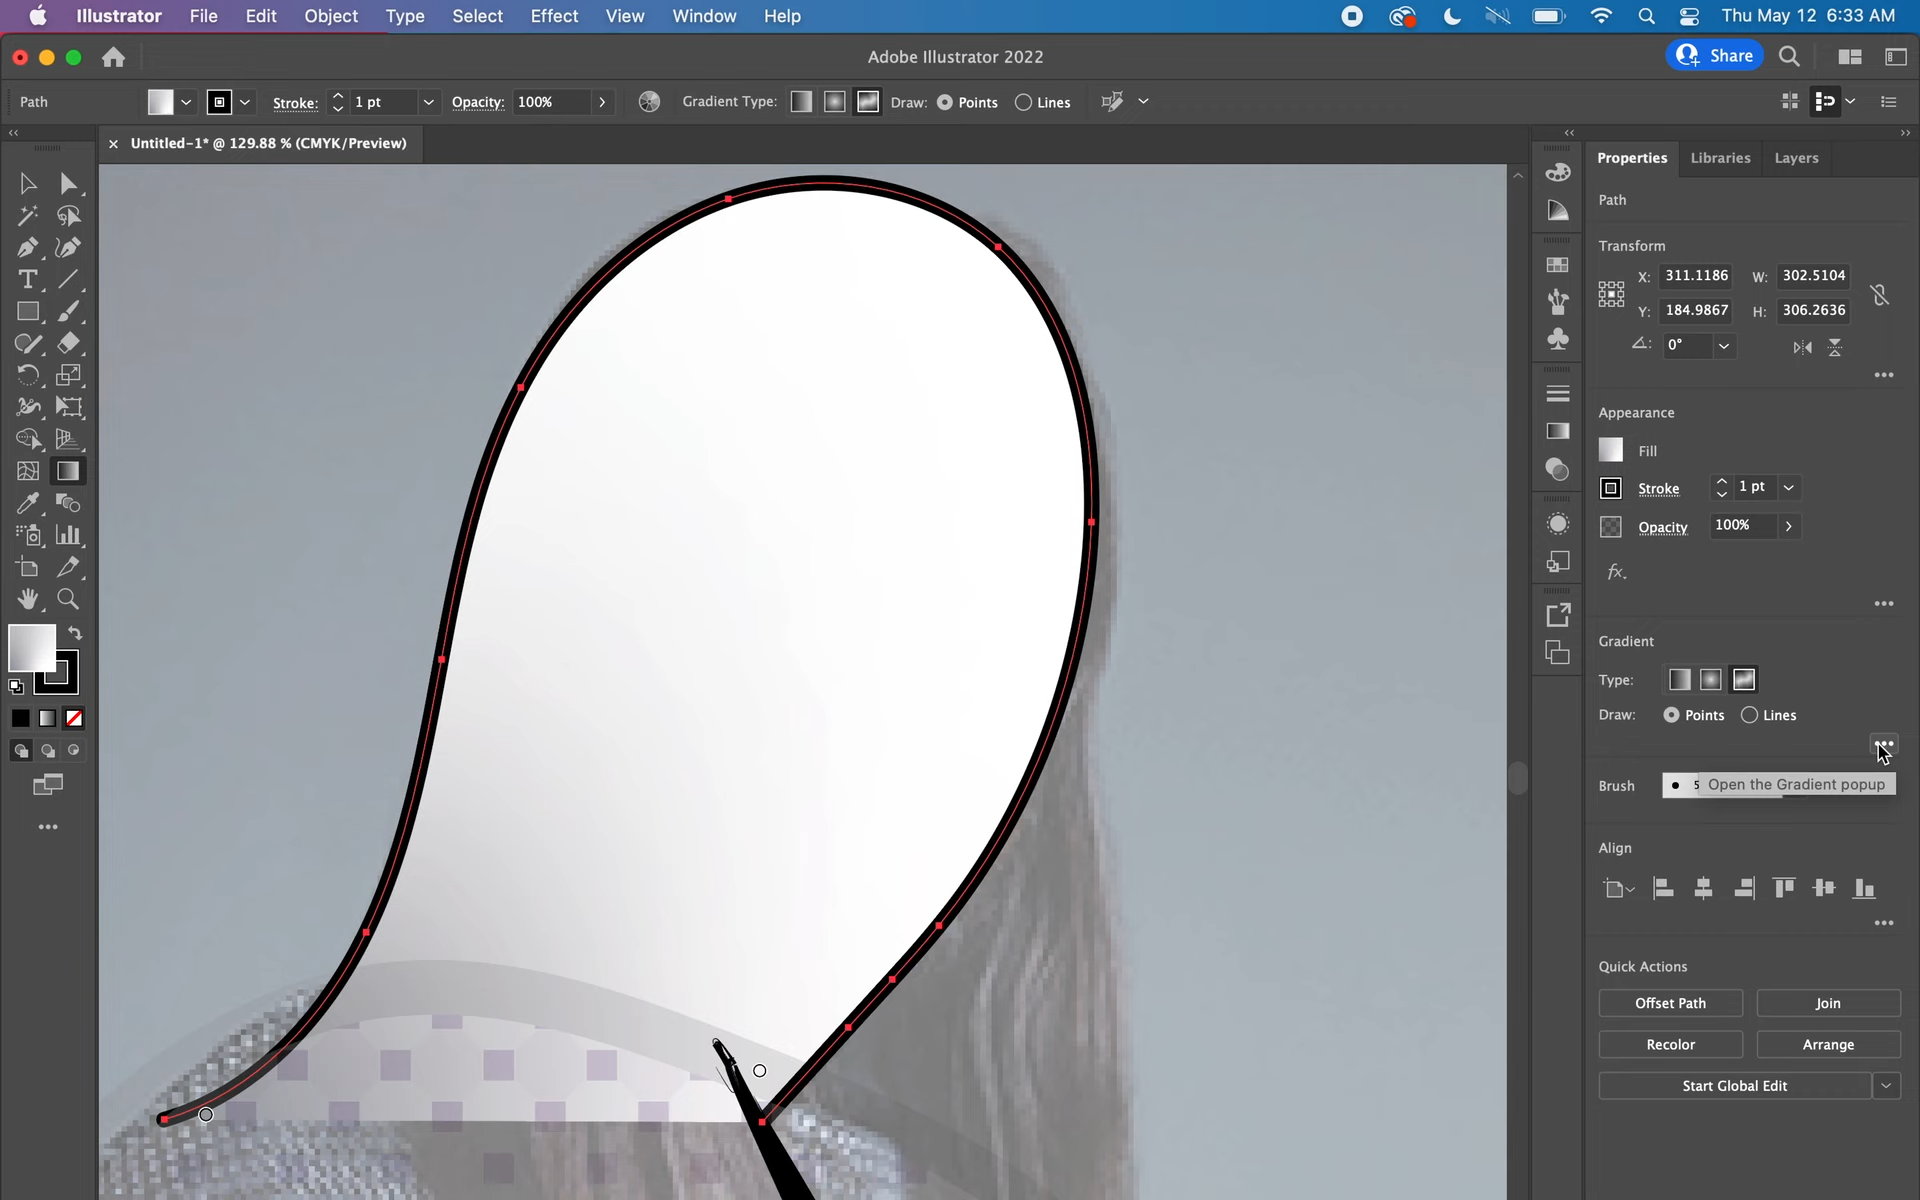 Illustrator File Edit Object Type Select Effect View Window Help Thu May 12 6:33 AM
Adobe Illustrator 2022
Share
Path Stroke: 1 pt Opacity: 100% Gradient Type: Draw: Points Lines
× Untitled-1* @ 129.88 % (CMYK/Preview)
Properties Libraries Layers
Path
Transform
X: 311.1186 W: 302.5104
Y: 184.9867 H: 306.2636
0°
Appearance
Fill
Stroke 1 pt
Opacity 100%
fx.
Gradient
Type:
Draw: Points Lines
Brush 5 Open the Gradient popup
Align
Quick Actions
Offset Path Join
Recolor Arrange
Start Global Edit